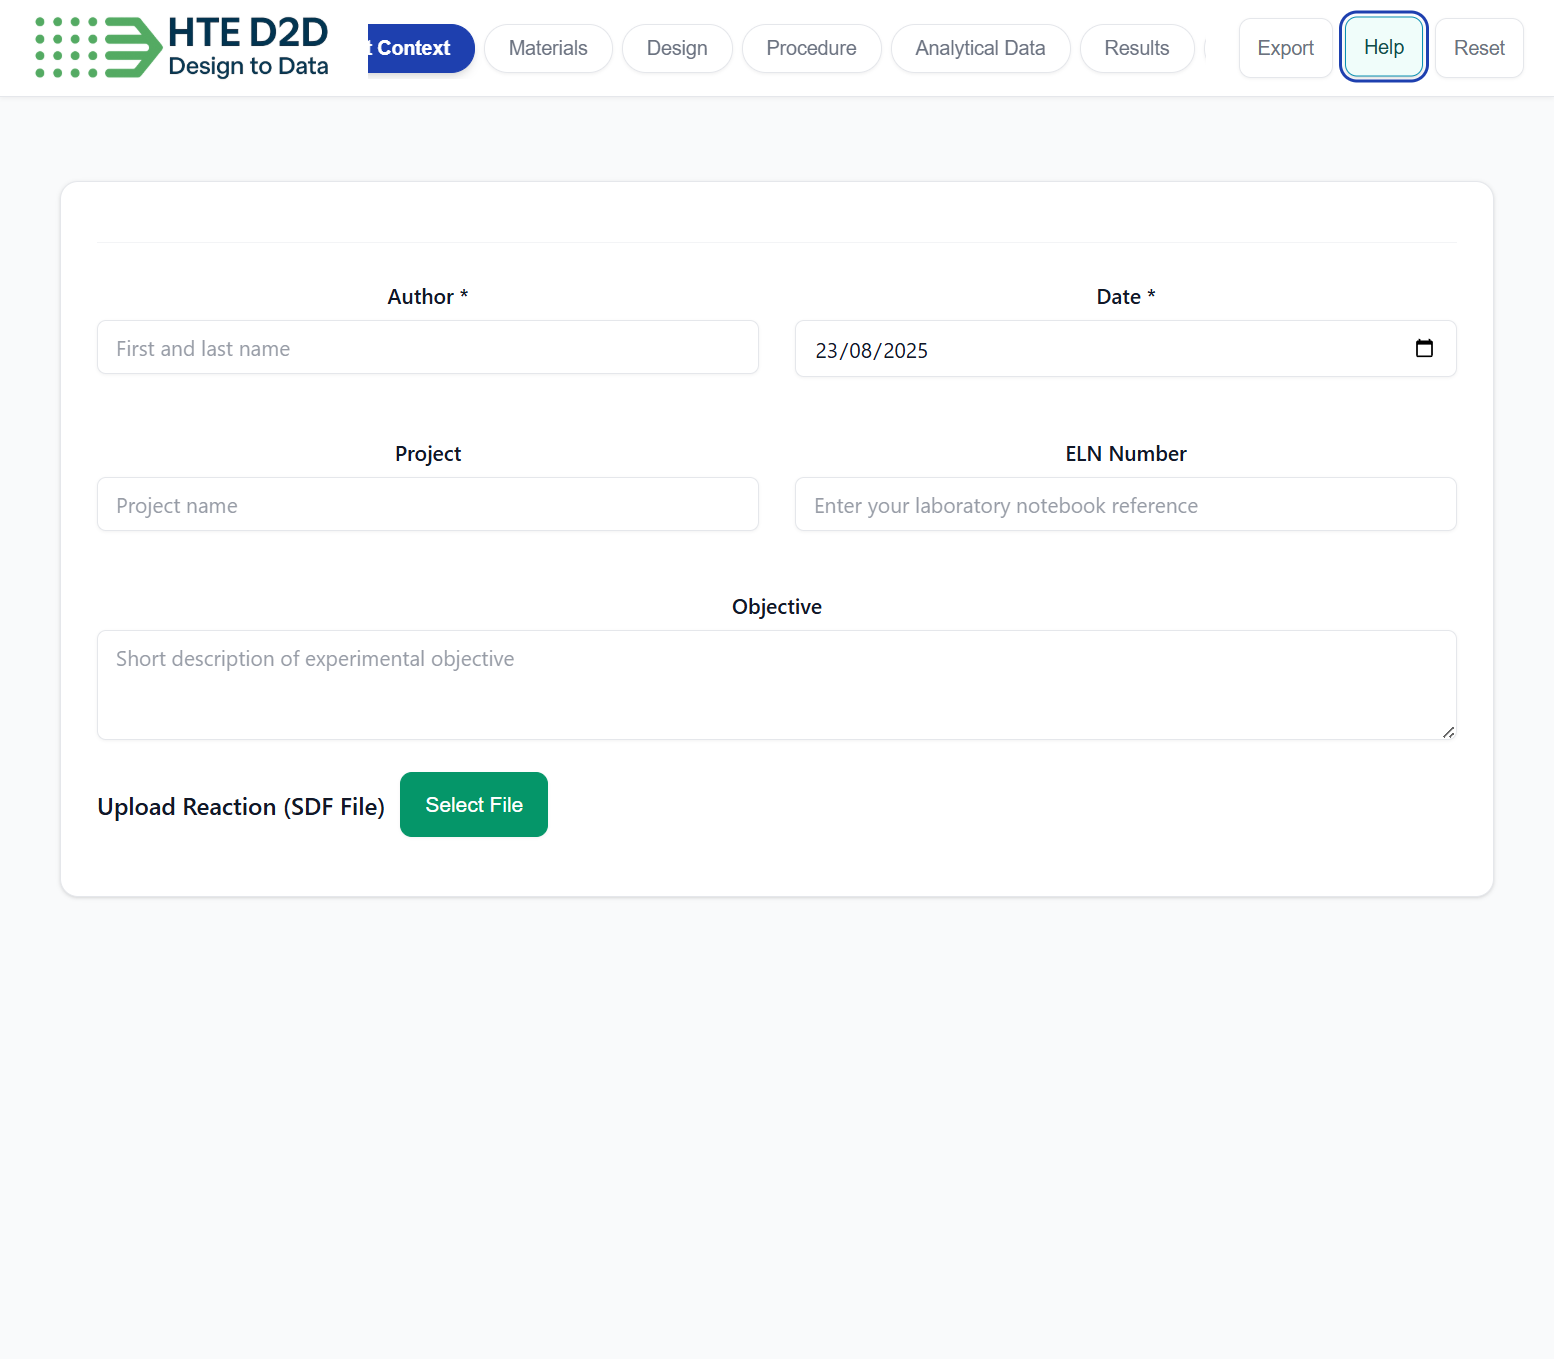 HTE D2D
Design to Data
t Context
Materials
Design
Procedure
Analytical Data
Results
Export
Help
Reset
Author *
Date *
First and last name
23/08/2025
Project
ELN Number
Project name
Enter your laboratory notebook reference
Objective
Short description of experimental objective
Upload Reaction (SDF File)
Select File